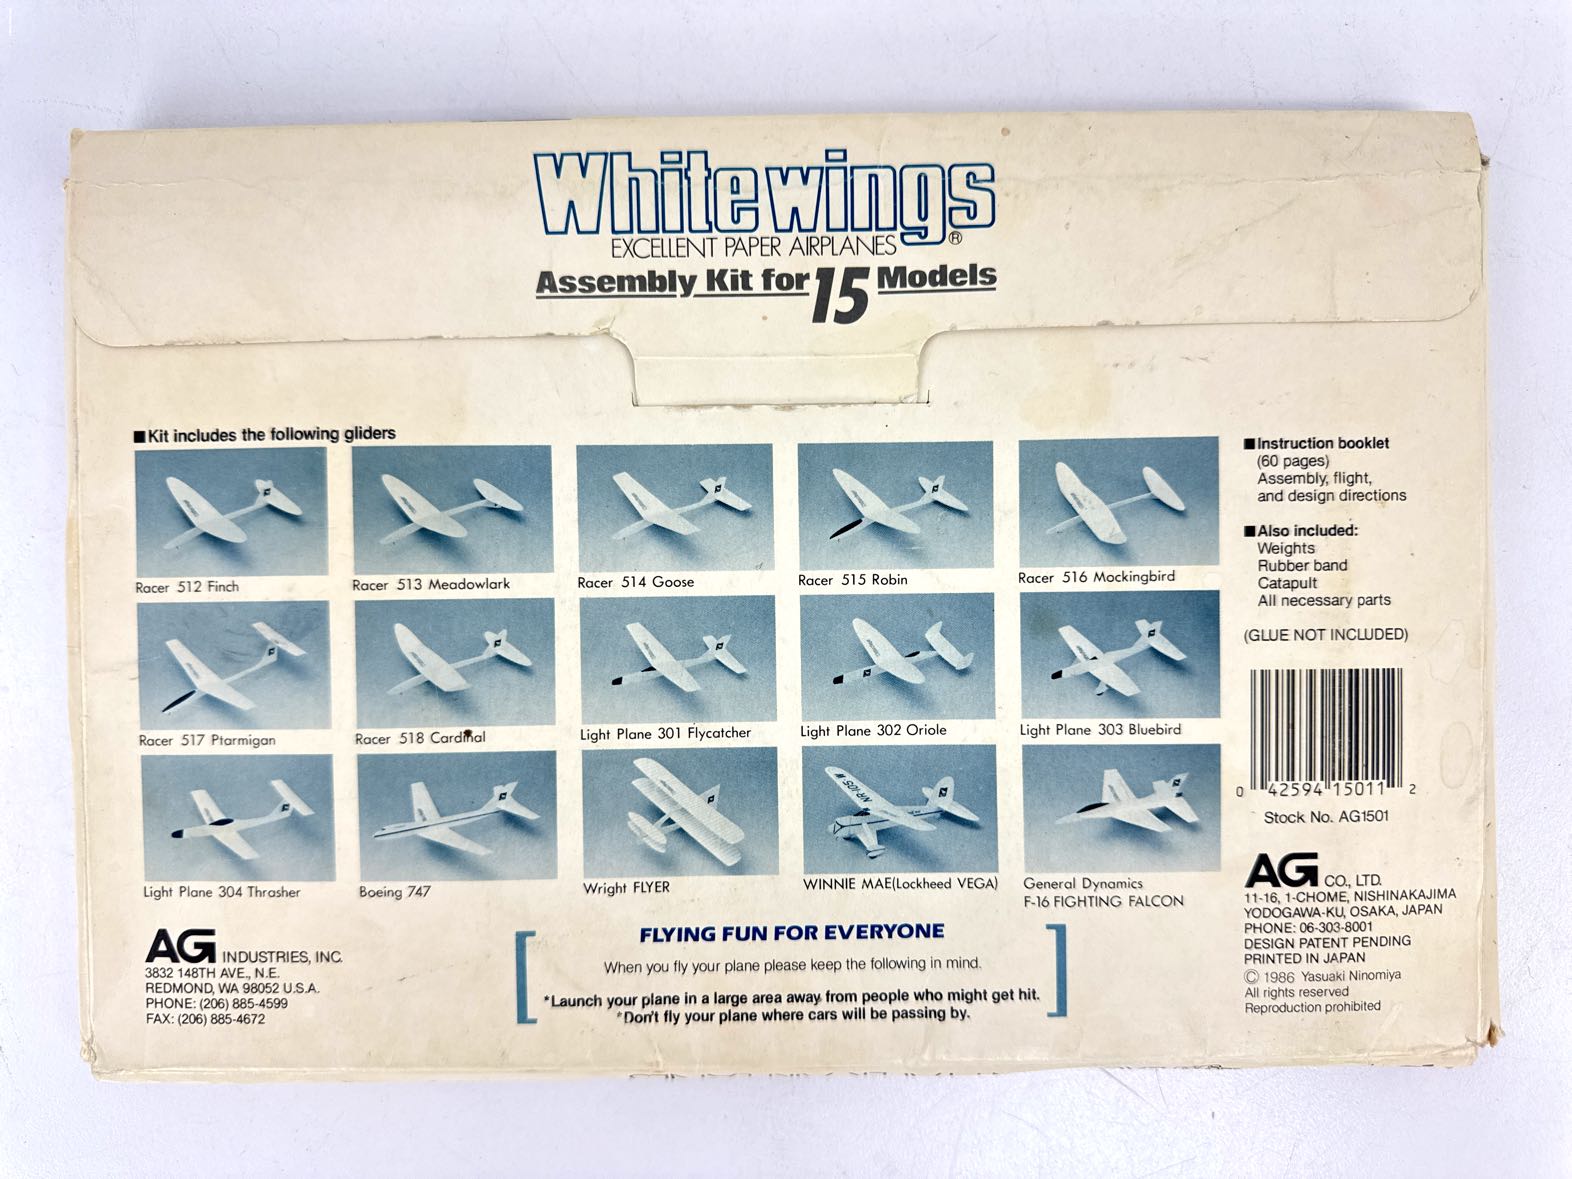 Whitewings®
EXCELLENT PAPER AIRPLANES
Assembly Kit for 15 Models
■Kit includes the following gliders
Racer 512 Finch
Racer 513 Meadowlark
Racer 514 Goose
Racer 515 Robin
Racer 516 Mockingbird
Racer 517 Ptarmigan
Racer 518 Cardinal
Light Plane 301 Flycatcher
Light Plane 302 Oriole
Light Plane 303 Bluebird
Light Plane 304 Thrasher
Boeing 747
Wright FLYER
NR-105-W
WINNIE MAE(Lockheed VEGA)
General Dynamics
F-16 FIGHTING FALCON
■Instruction booklet
(60 pages)
Assembly, flight,
and design directions
■Also included:
Weights
Rubber band
Catapult
All necessary parts
(GLUE NOT INCLUDED)
0 42594 15011 2
Stock No. AG1501
AG CO., LTD.
11-16, 1-CHOME, NISHINAKAJIMA
YODOGAWA-KU, OSAKA, JAPAN
PHONE: 06-303-8001
DESIGN PATENT PENDING
PRINTED IN JAPAN
© 1986 Yasuaki Ninomiya
All rights reserved
Reproduction prohibited
AG INDUSTRIES, INC.
3832 148TH AVE., N.E.
REDMOND, WA 98052 U.S.A.
PHONE: (206) 885-4599
FAX: (206) 885-4672
FLYING FUN FOR EVERYONE
When you fly your plane please keep the following in mind.
*Launch your plane in a large area away from people who might get hit.
*Don't fly your plane where cars will be passing by.